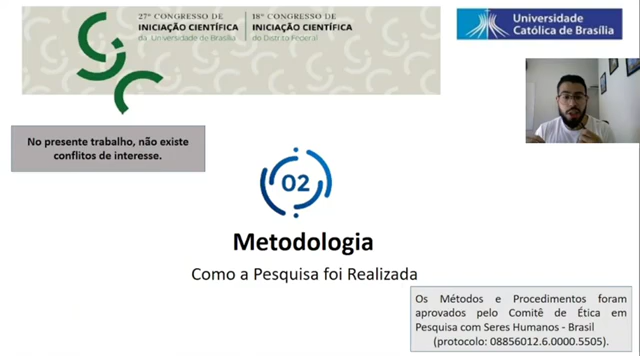 27º CONGRESSO DE
INICIAÇÃO CIENTÍFICA
da Universidade de Brasília
18º CONGRESSO DE
INICIAÇÃO CIENTÍFICA
do Distrito Federal
Universidade
Católica de Brasília
No presente trabalho, não existe
conflitos de interesse.
02
Metodologia
Como a Pesquisa foi Realizada
Os Métodos e Procedimentos foram
aprovados pelo Comitê de Ética em
Pesquisa com Seres Humanos - Brasil
(protocolo: 08856012.6.0000.5505).